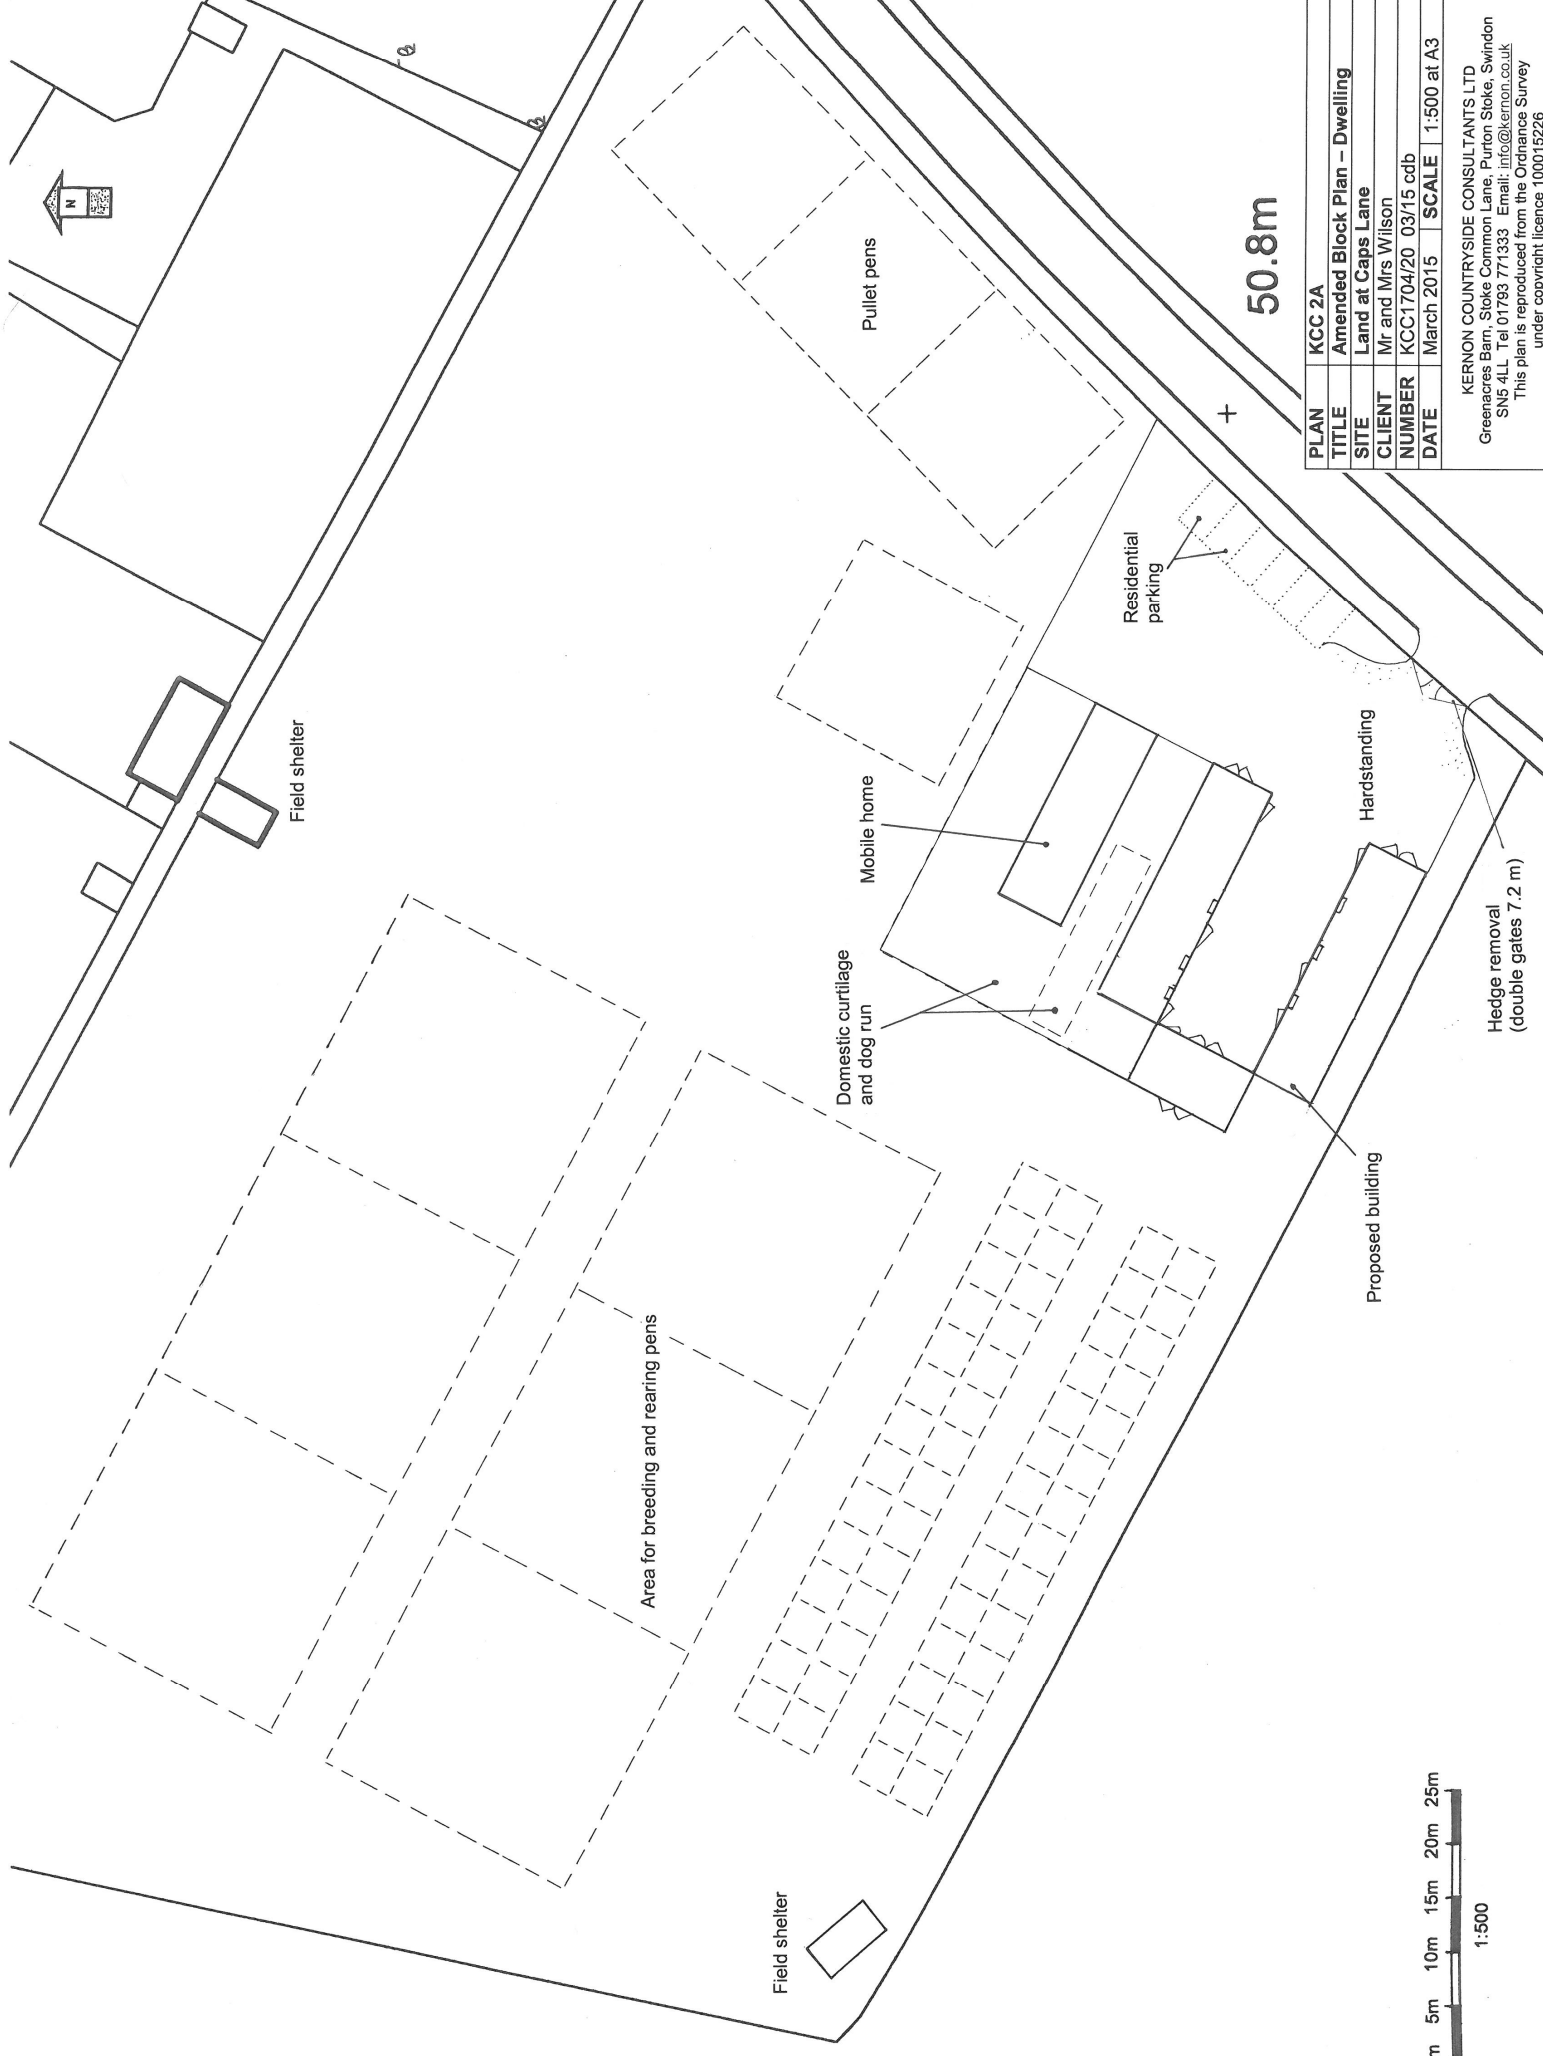 N
Field shelter
Pullet pens
Mobile home
Residential
parking
Domestic curtilage
and dog run
Hardstanding
Hedge removal
(double gates 7.2 m)
Area for breeding and rearing pens
Proposed building
Field shelter
50.8m
PLAN KCC 2A
TITLE Amended Block Plan – Dwelling
SITE Land at Caps Lane
CLIENT Mr and Mrs Wilson
NUMBER KCC1704/20 03/15 cdb
DATE March 2015 SCALE 1:500 at A3
KERNON COUNTRYSIDE CONSULTANTS LTD
Greenacres Barn, Stoke Common Lane, Purton Stoke, Swindon
SN5 4LL Tel 01793 771333 Email: info@kernon.co.uk
This plan is reproduced from the Ordnance Survey
under copyright licence 100015226
m 5m 10m 15m 20m 25m
1:500